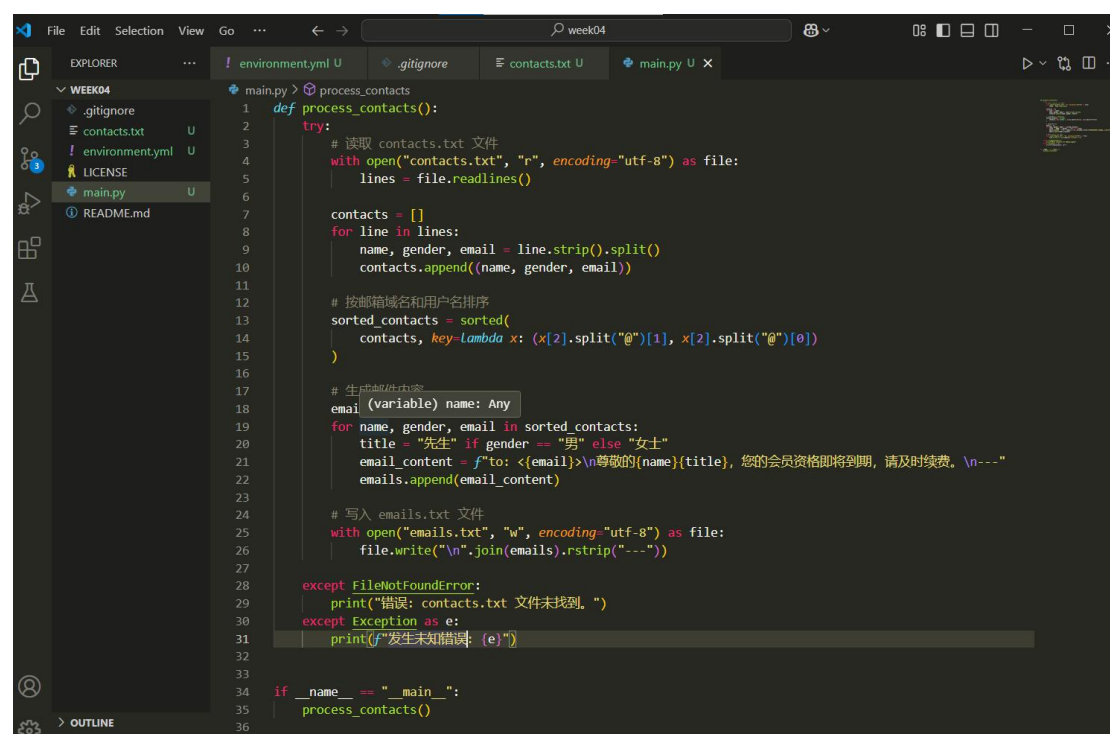 File Edit Selection View Go ··· week04
EXPLORER ···
WEEK04
.gitignore
contacts.txt U
environment.yml U
LICENSE
main.py U
README.md
OUTLINE
3
! environment.yml U .gitignore contacts.txt U main.py U
main.py > process_contacts
1 def process_contacts():
2 try:
3 # 读取 contacts.txt 文件
4 with open("contacts.txt", "r", encoding="utf-8") as file:
5 lines = file.readlines()
6
7 contacts = []
8 for line in lines:
9 name, gender, email = line.strip().split()
10 contacts.append((name, gender, email))
11
12 # 按邮箱域名和用户名排序
13 sorted_contacts = sorted(
14 contacts, key=lambda x: (x[2].split("@")[1], x[2].split("@")[0])
15 )
16
17 # 生成邮件内容
18 emai
(variable) name: Any
19 for name, gender, email in sorted_contacts:
20 title = "先生" if gender == "男" else "女士"
21 email_content = f"to: <{email}>\n尊敬的{name}{title}, 您的会员资格即将到期, 请及时续费。\n---"
22 emails.append(email_content)
23
24 # 写入 emails.txt 文件
25 with open("emails.txt", "w", encoding="utf-8") as file:
26 file.write("\n".join(emails).rstrip("---"))
27
28 except FileNotFoundError:
29 print("错误: contacts.txt 文件未找到。")
30 except Exception as e:
31 print(f"发生未知错误: {e}")
32
33
34 if __name__ == "__main__":
35 process_contacts()
36